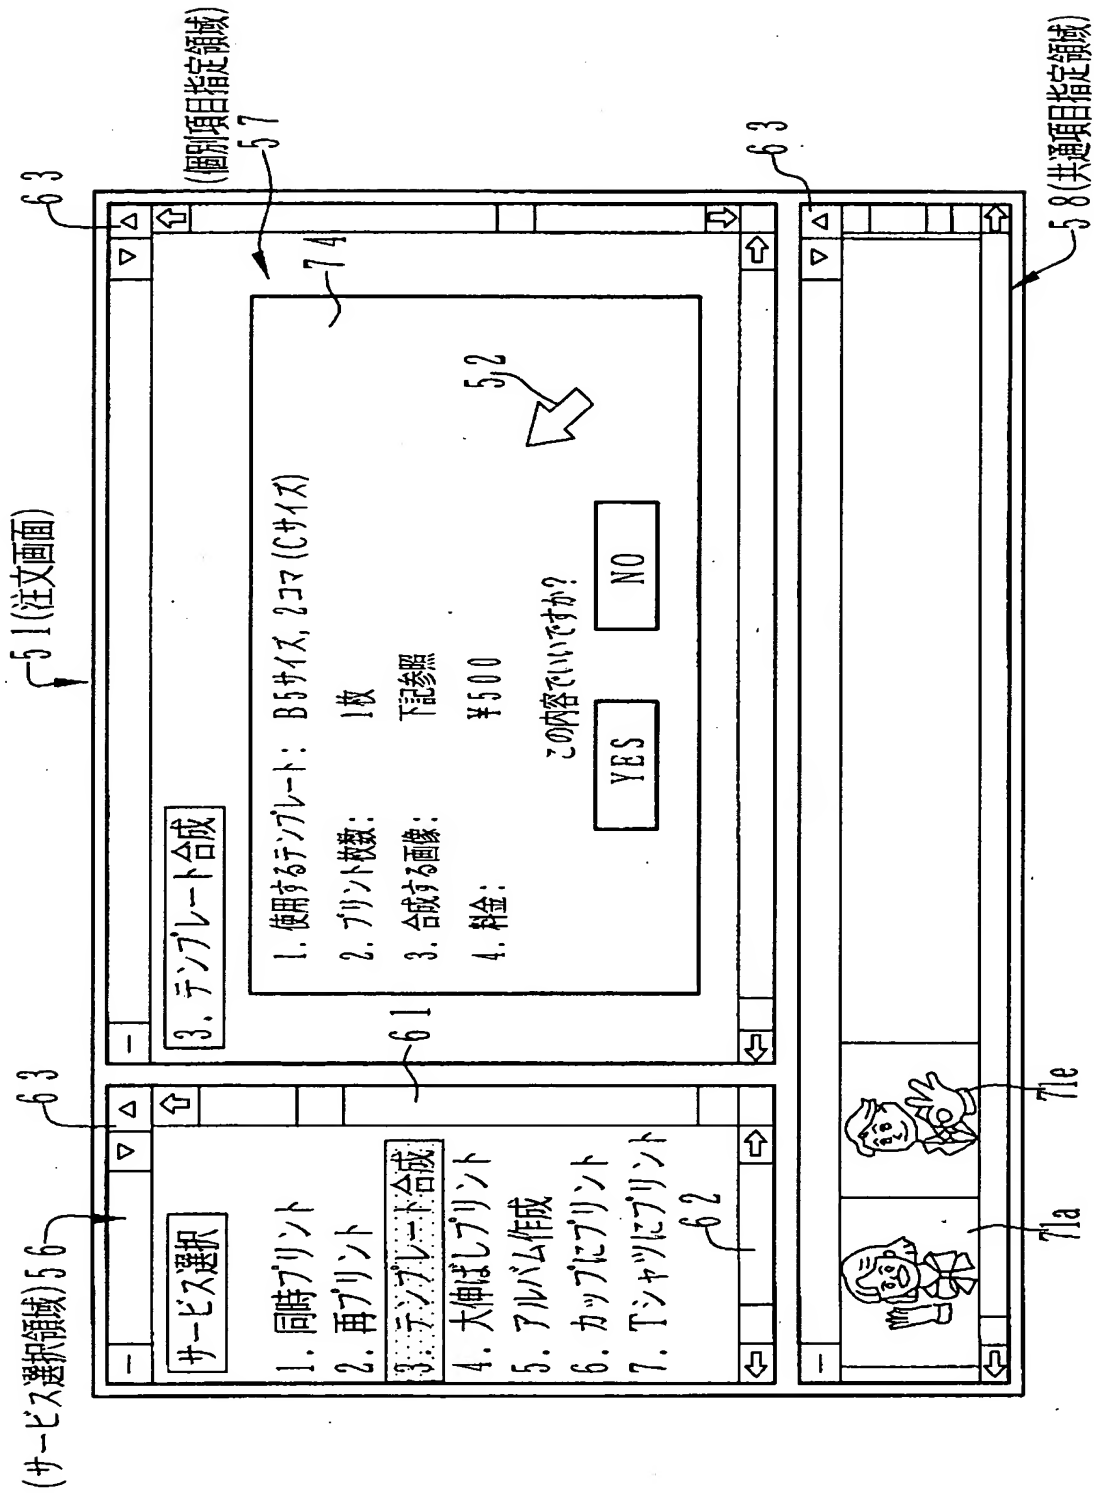 51(注文画面)
(サービス選択領域)56
63
63
(個別項目指定領域)
57
サービス選択
1. 同時プリント
2. 再プリント
3. テンプレート合成
4. 大伸ばしプリント
5. アルバム作成
6. カップにプリント
7. Tシャツにプリント
61
62
3. テンプレート合成
74
1. 使用するテンプレート: B5サイズ, 2コマ(Cサイズ)
2. プリント枚数: 1枚
3. 合成する画像: 下記参照
4. 料金: ¥500
52
この内容でいいですか?
YES NO
63
71a
71e
58(共通項目指定領域)